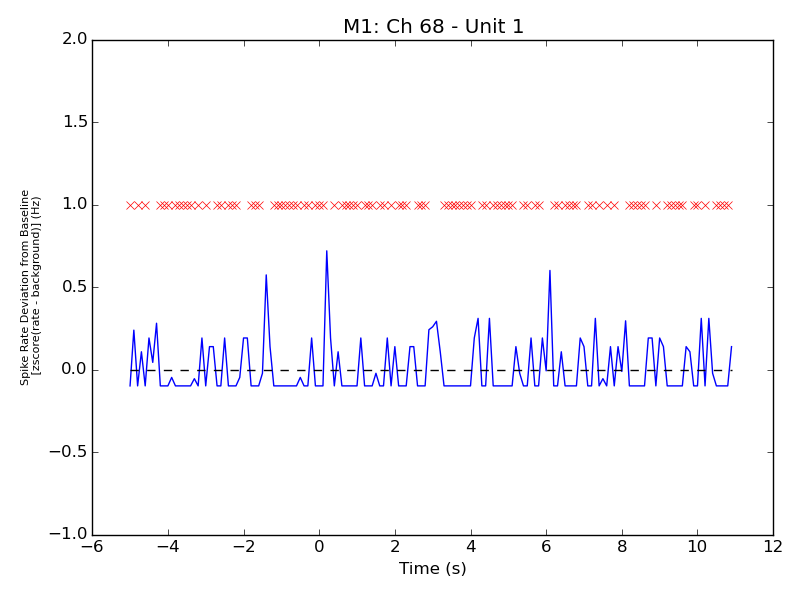 M1: Ch 68 - Unit 1
2.0
1.5
1.0
0.5
0.0
−0.5
−1.0
Spike Rate Deviation from Baseline
[zscore(rate - background)] (Hz)
−6 −4 −2 0 2 4 6 8 10 12
Time (s)